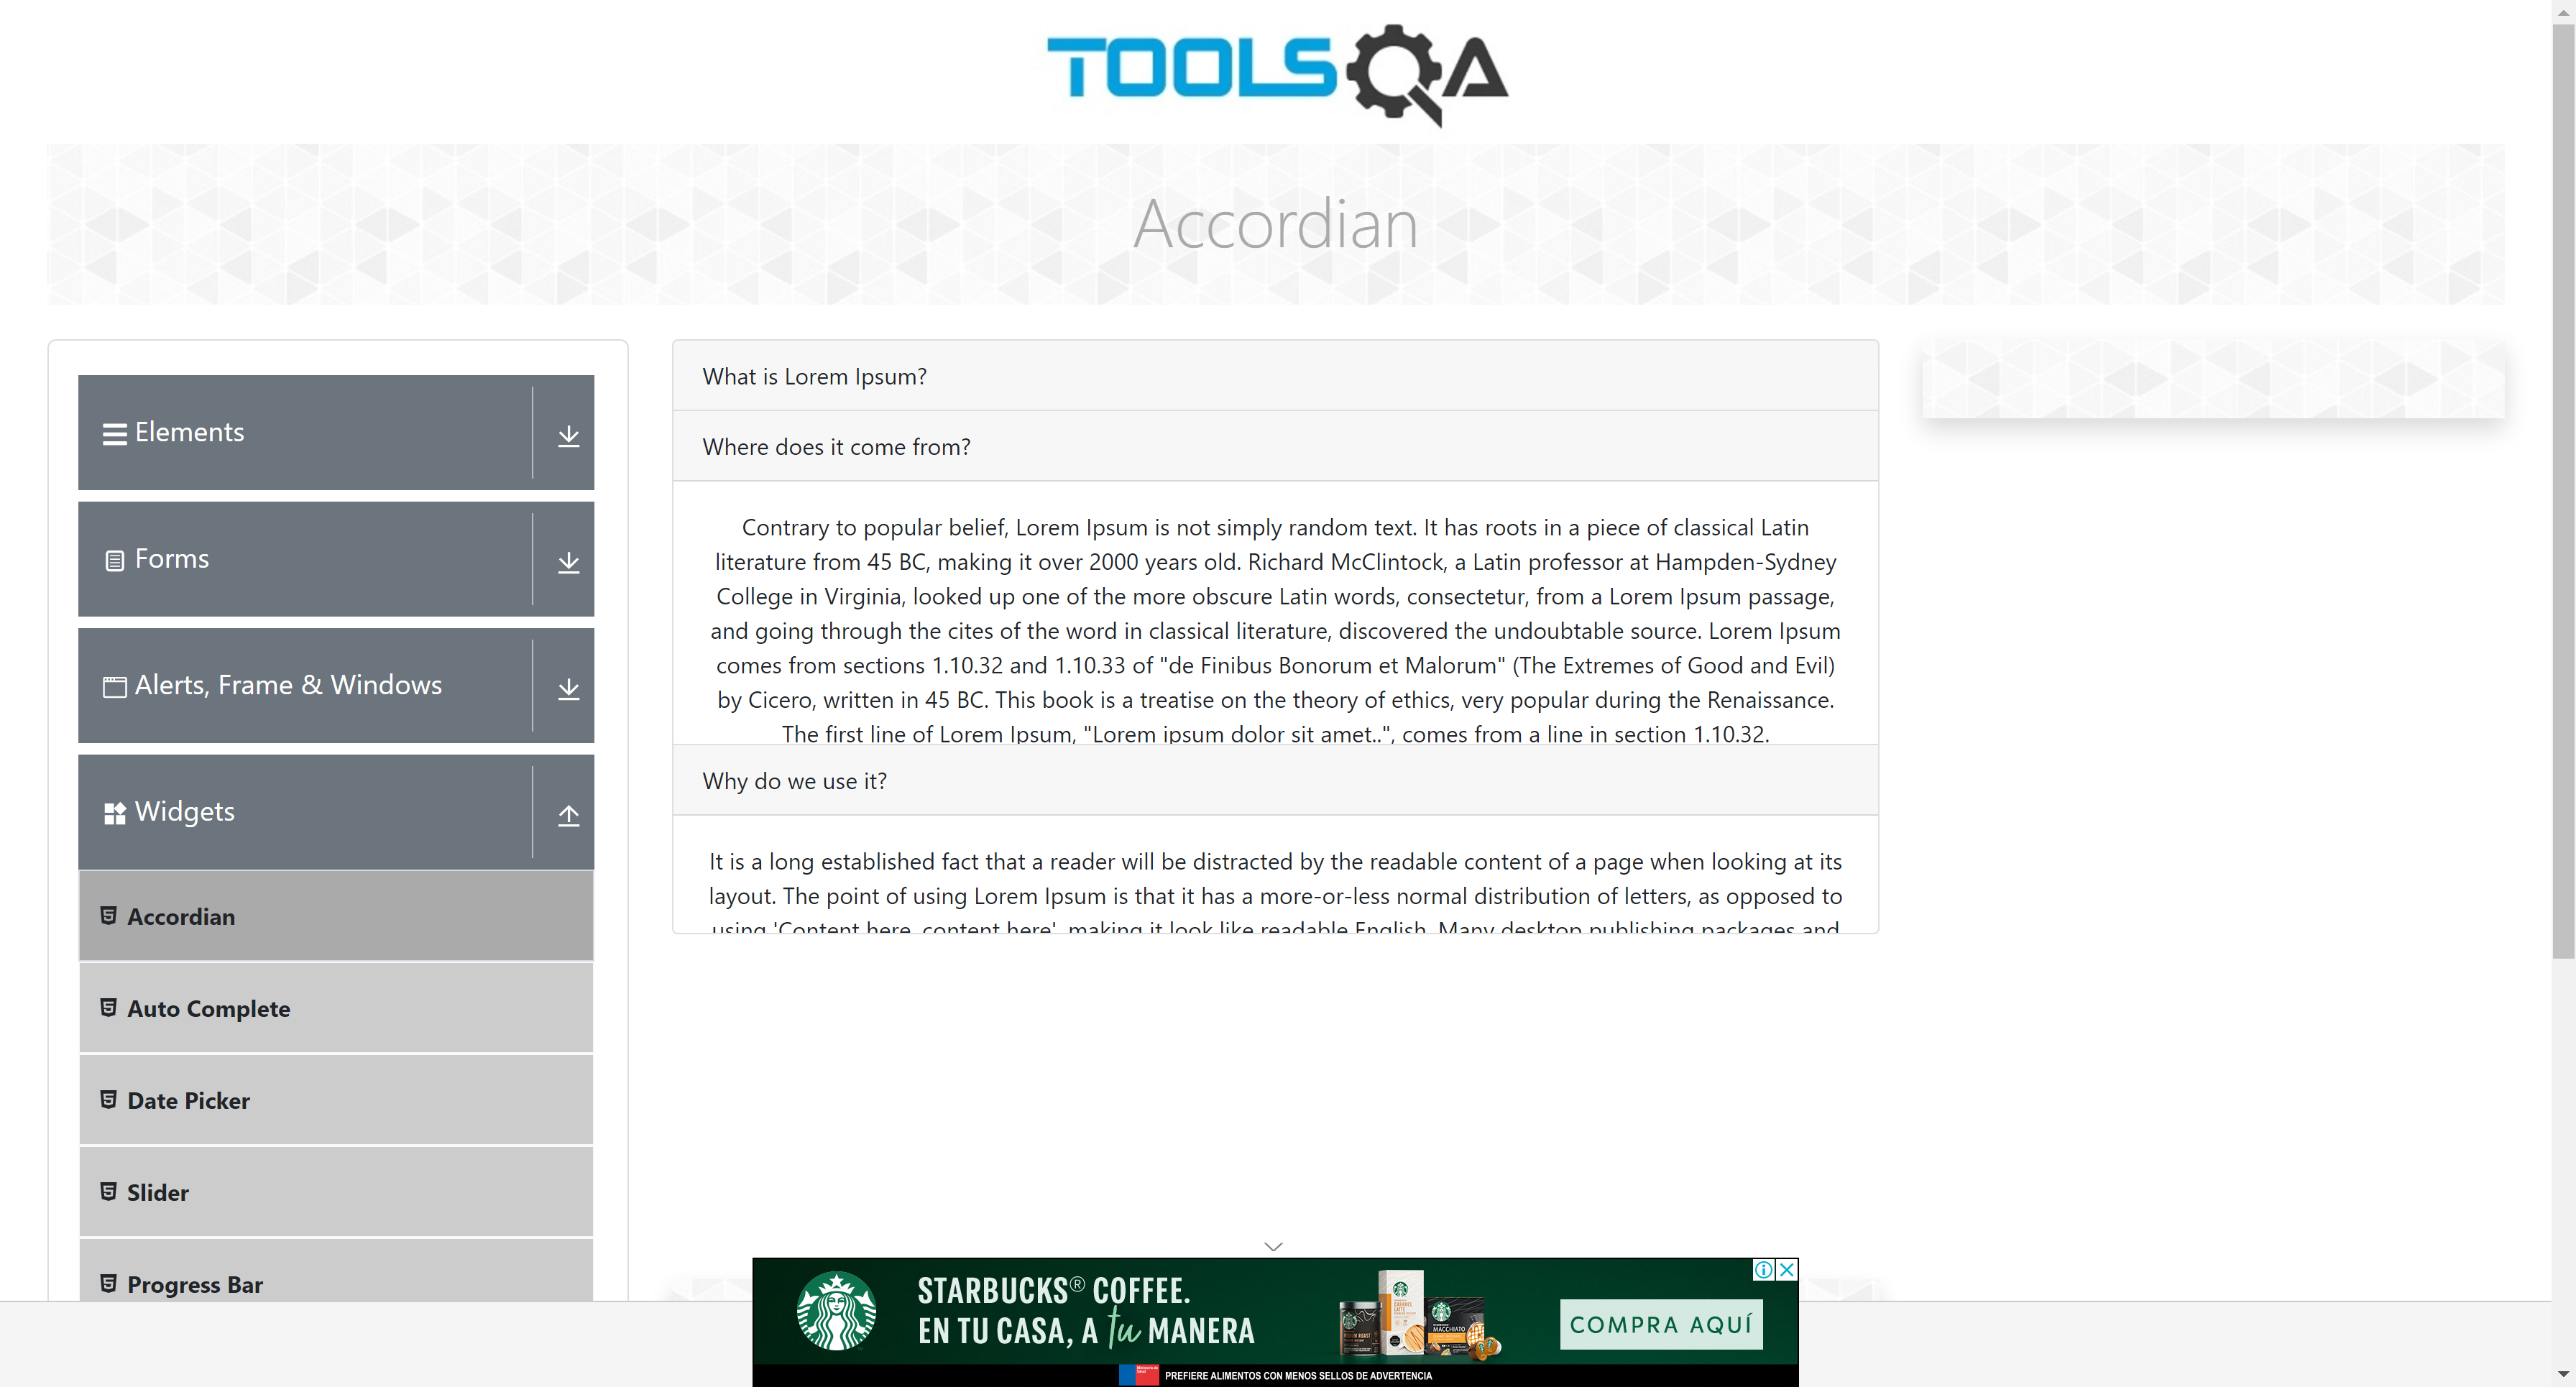 TOOLSQA
Accordian
Elements
Forms
Alerts, Frame & Windows
Widgets
Accordian
Auto Complete
Date Picker
Slider
Progress Bar
What is Lorem Ipsum?
Where does it come from?
Contrary to popular belief, Lorem Ipsum is not simply random text. It has roots in a piece of classical Latin
literature from 45 BC, making it over 2000 years old. Richard McClintock, a Latin professor at Hampden-Sydney
College in Virginia, looked up one of the more obscure Latin words, consectetur, from a Lorem Ipsum passage,
and going through the cites of the word in classical literature, discovered the undoubtable source. Lorem Ipsum
comes from sections 1.10.32 and 1.10.33 of "de Finibus Bonorum et Malorum" (The Extremes of Good and Evil)
by Cicero, written in 45 BC. This book is a treatise on the theory of ethics, very popular during the Renaissance.
The first line of Lorem Ipsum, "Lorem ipsum dolor sit amet..", comes from a line in section 1.10.32.
Why do we use it?
It is a long established fact that a reader will be distracted by the readable content of a page when looking at its
layout. The point of using Lorem Ipsum is that it has a more-or-less normal distribution of letters, as opposed to
using 'Content here, content here', making it look like readable English. Many desktop publishing packages and
STARBUCKS® COFFEE.
EN TU CASA, A tu MANERA
MACCHIATO
COMPRA AQUÍ
PREFIERE ALIMENTOS CON MENOS SELLOS DE ADVERTENCIA